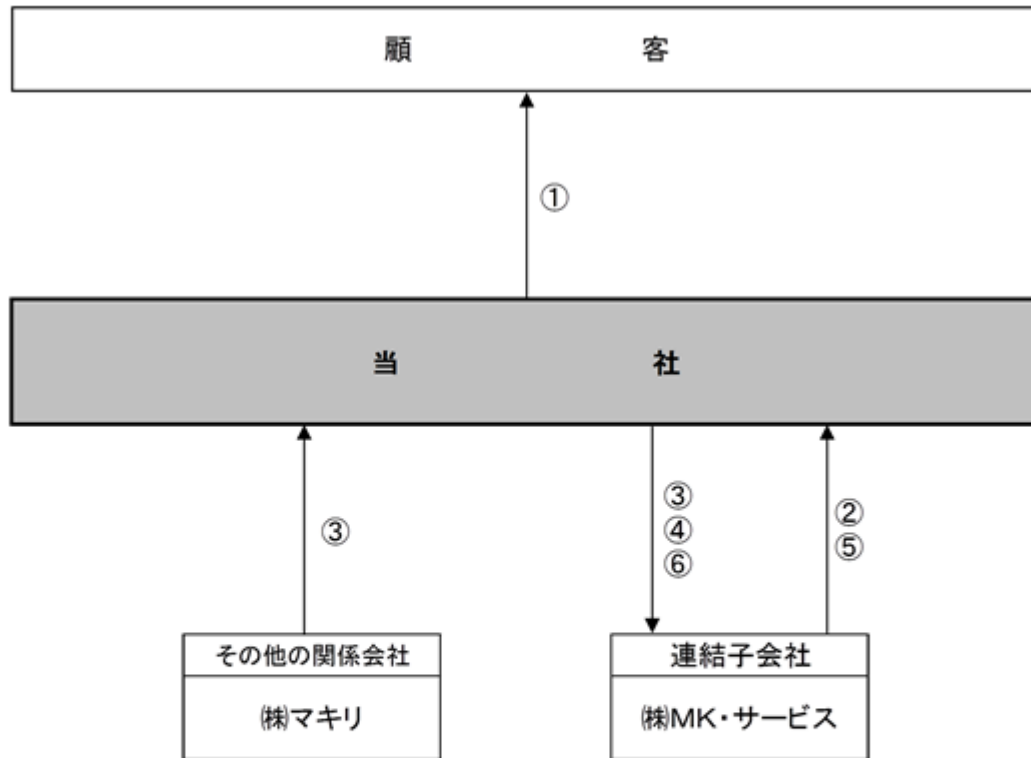 顧 客
①
当 社
③
③
④
⑥
②
⑤
その他の関係会社
㈱マキリ
連結子会社
㈱MK・サービス